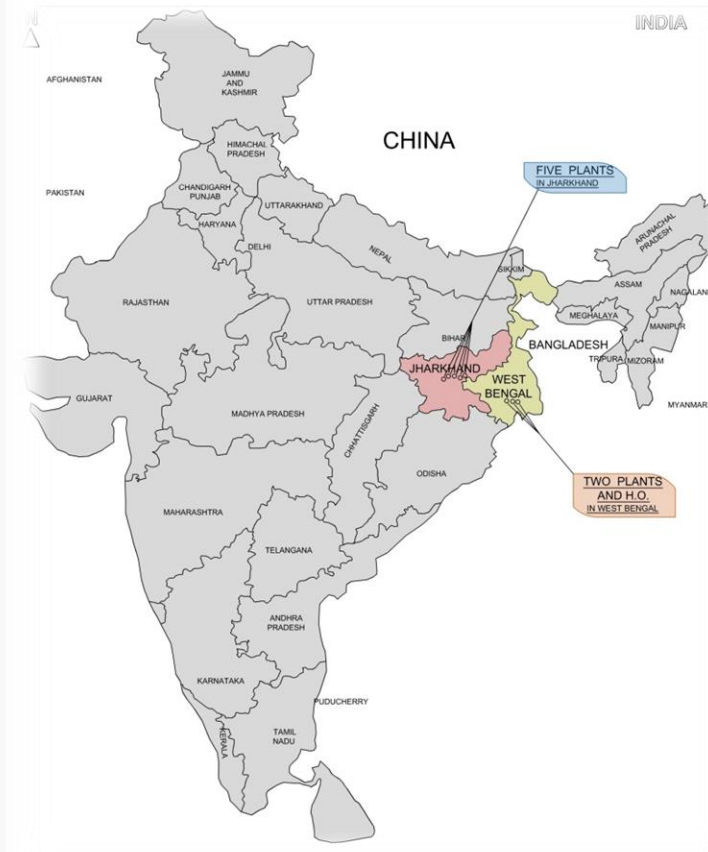 INDIA
JAMMU
AND
KASHMIR
AFGHANISTAN
CHINA
HIMACHAL
PRADESH
FIVE PLANTS
IN JHARKHAND
PAKISTAN
CHANDIGARH
PUNJAB
UTTARAKHAND
HARYANA
ARUNACHAL
PRADESH
DELHI
NEPAL
SIKKIM
ASSAM
NAGALAN
RAJASTHAN
UTTAR PRADESH
MEGHALAYA
MANIPUR
BIHAR
BANGLADESH
TRIPURA
MIZORAM
JHARKHAND
WEST
BENGAL
GUJARAT
MYANMAR
MADHYA PRADESH
CHHATTISGARH
ODISHA
TWO PLANTS
AND H.O.
IN WEST BENGAL
MAHARASHTRA
TELANGANA
ANDHRA
PRADESH
KARNATAKA
PUDUCHERRY
KERALA
TAMIL
NADU